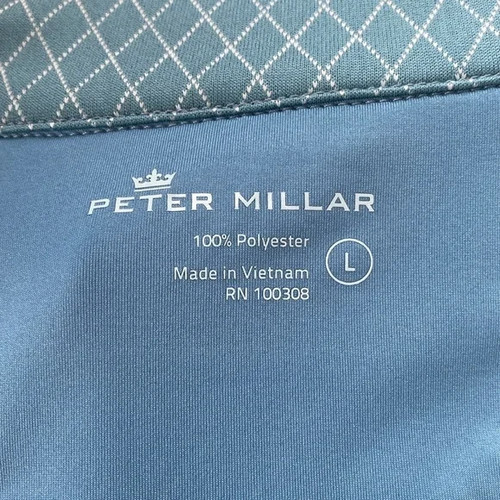 PETER MILLAR
100% Polyester
Made in Vietnam
RN 100308
L